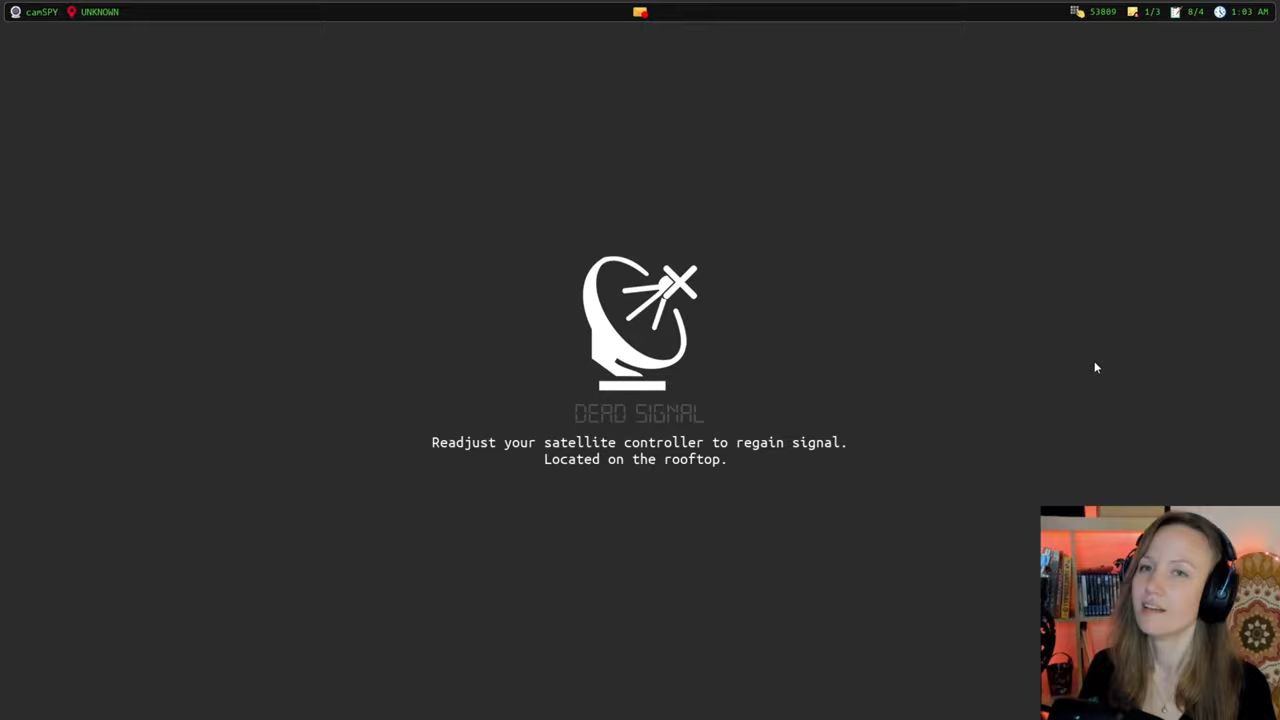 camSPY UNKNOWN 53809 1/3 8/4 1:03 AM
DEAD SIGNAL
Readjust your satellite controller to regain signal.
Located on the rooftop.